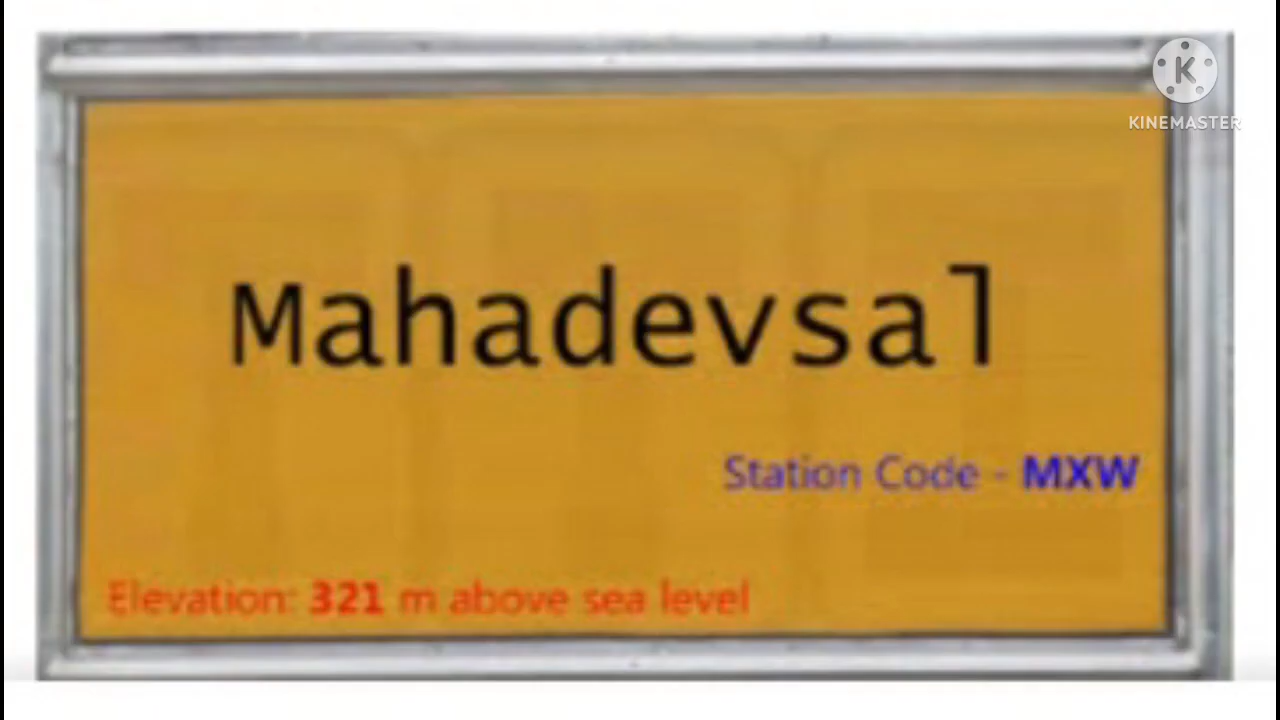 K
KINEMASTER
Mahadevsal
Station Code - MXW
Elevation: 321 m above sea level